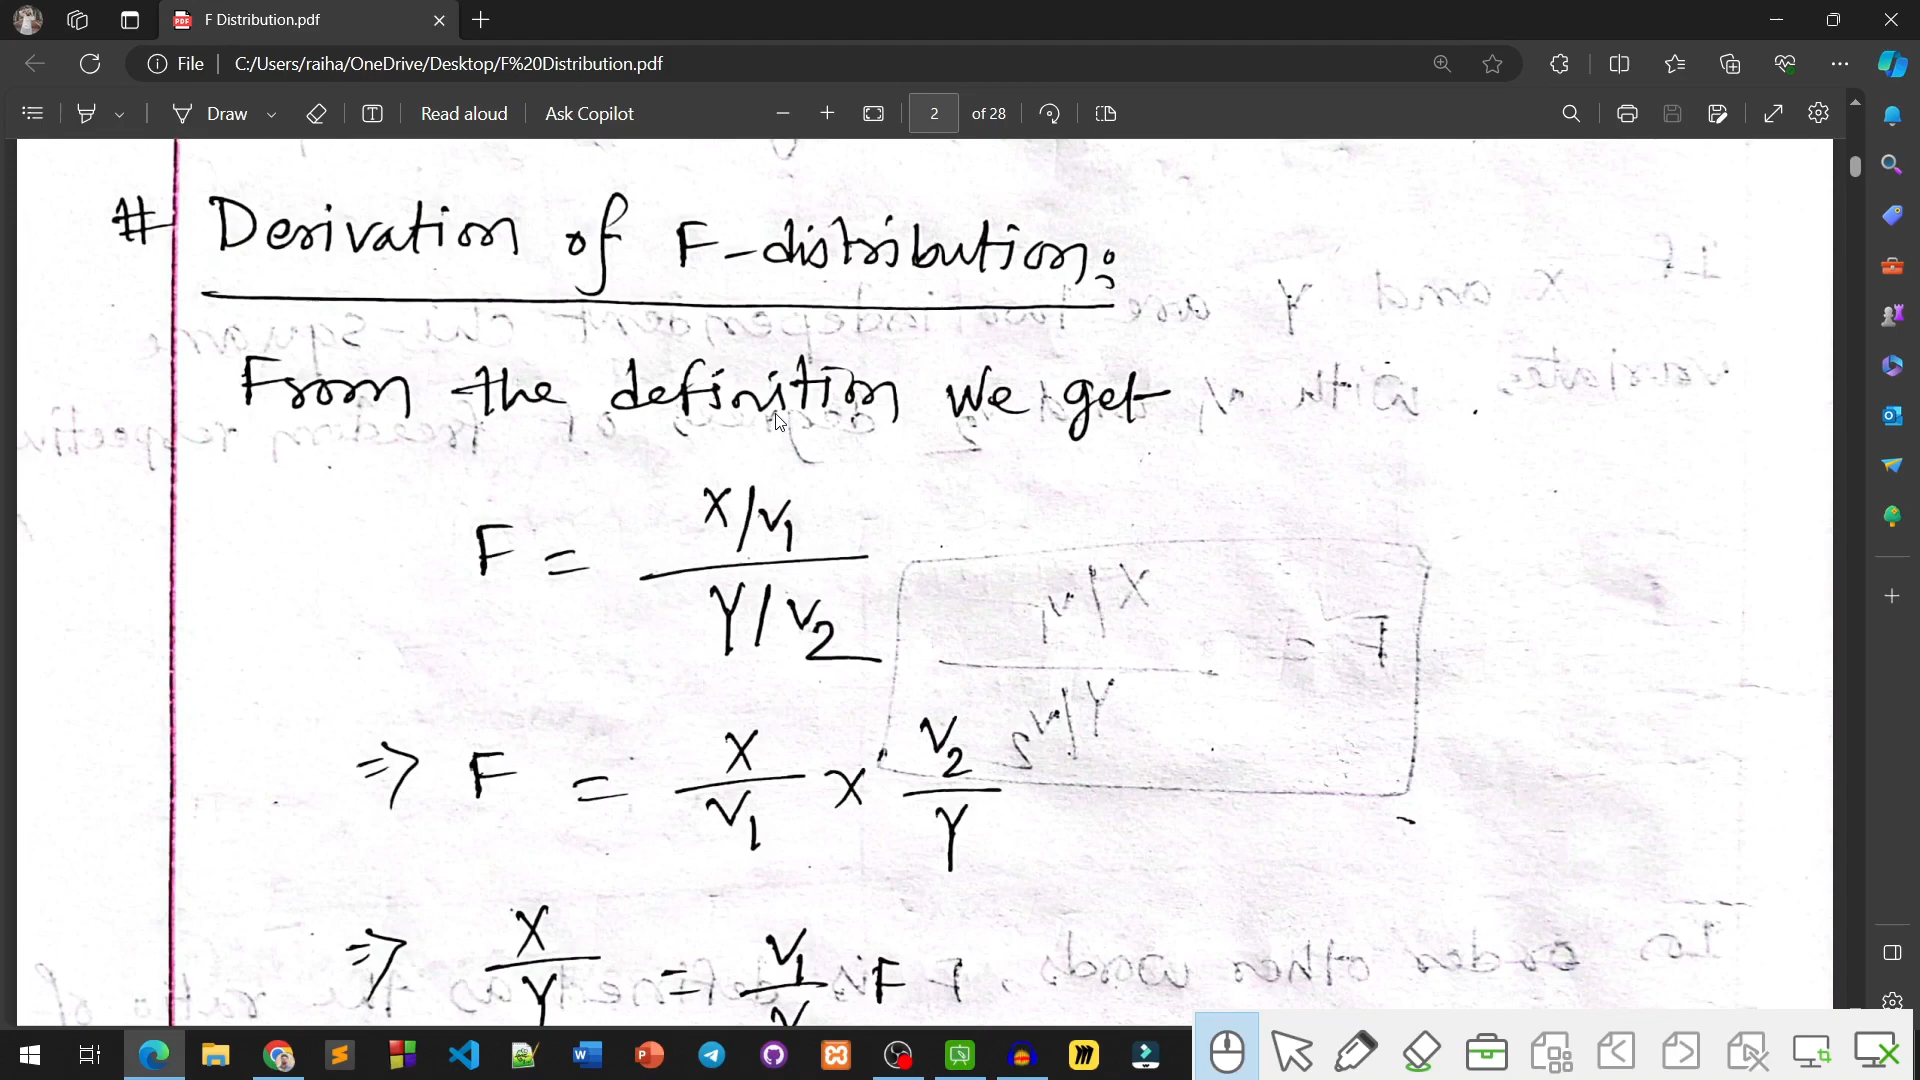 F Distribution.pdf
File
C:/Users/raiha/OneDrive/Desktop/F%20Distribution.pdf
Draw
Read aloud
Ask Copilot
2
of 28
# Derivation of F-distribution:
From the definition we get
F = X/v₁
Y/v₂
⇒ F = X/v₁ × v₂/Y
⇒ X/Y = v₁/v F